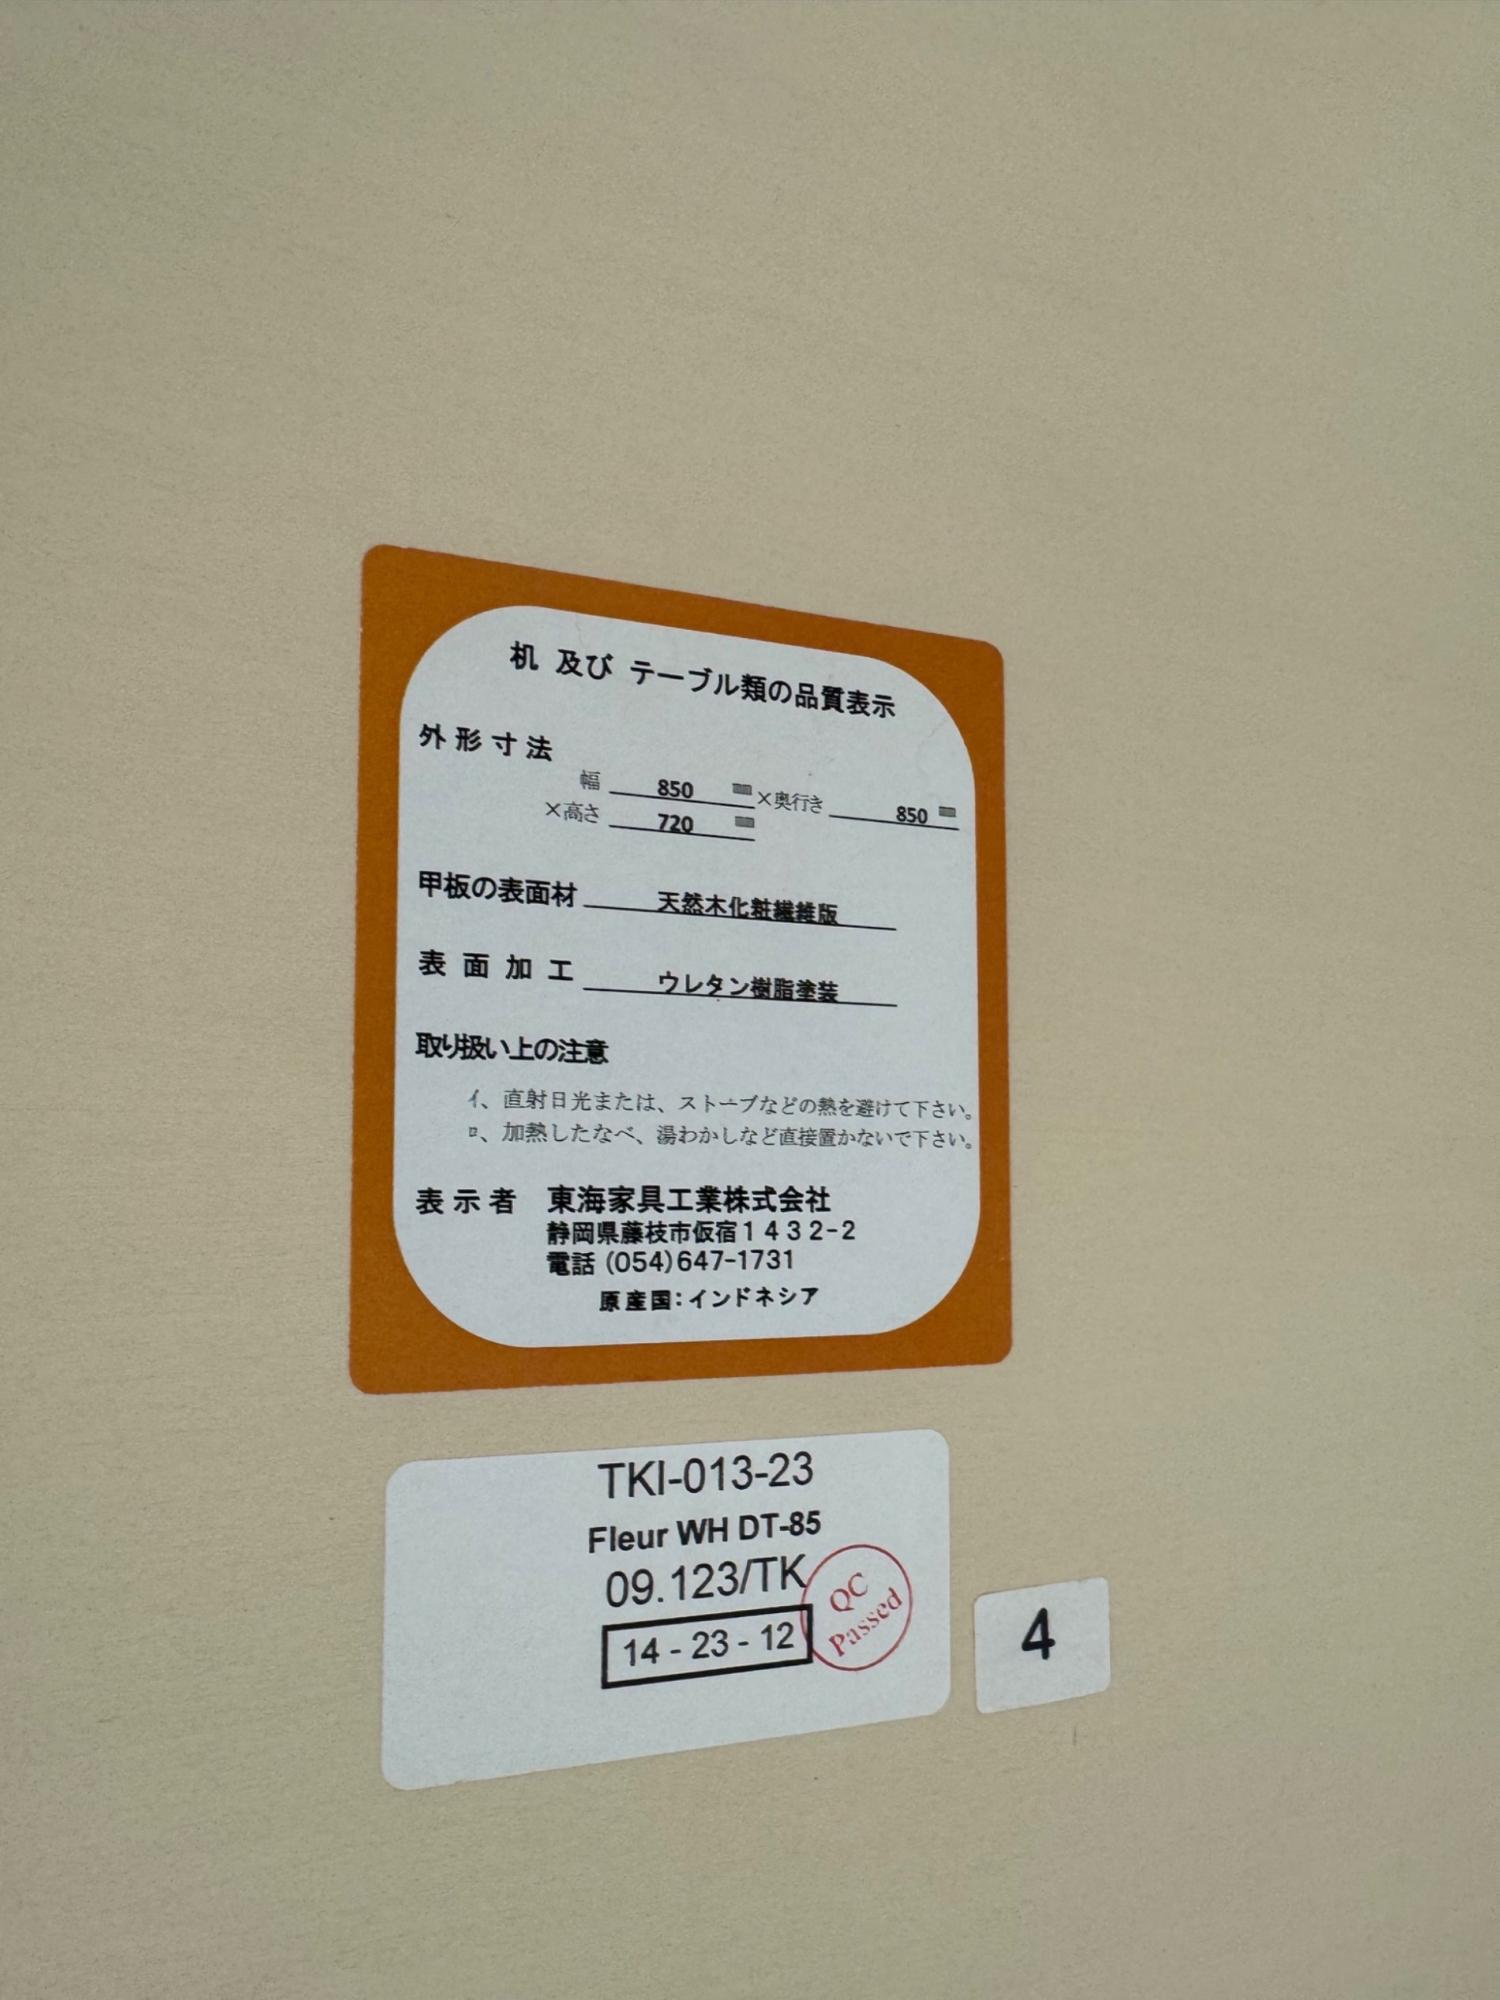 机 及び テーブル類の品質表示
外形寸法
幅 850 ㎜ ×奥行き 850 ㎜
×高さ 720 ㎜
甲板の表面材 天然木化粧繊維版
表面加工 ウレタン樹脂塗装
取り扱い上の注意
イ、直射日光または、ストーブなどの熱を避けて下さい。
ロ、加熱したなべ、湯わかしなど直接置かないで下さい。
表示者 東海家具工業株式会社
静岡県藤枝市仮宿1432-2
電話 (054)647-1731
原産国:インドネシア
TKI-013-23
Fleur WH DT-85
09.123/TK
14 - 23 - 12
QC
Passed
4